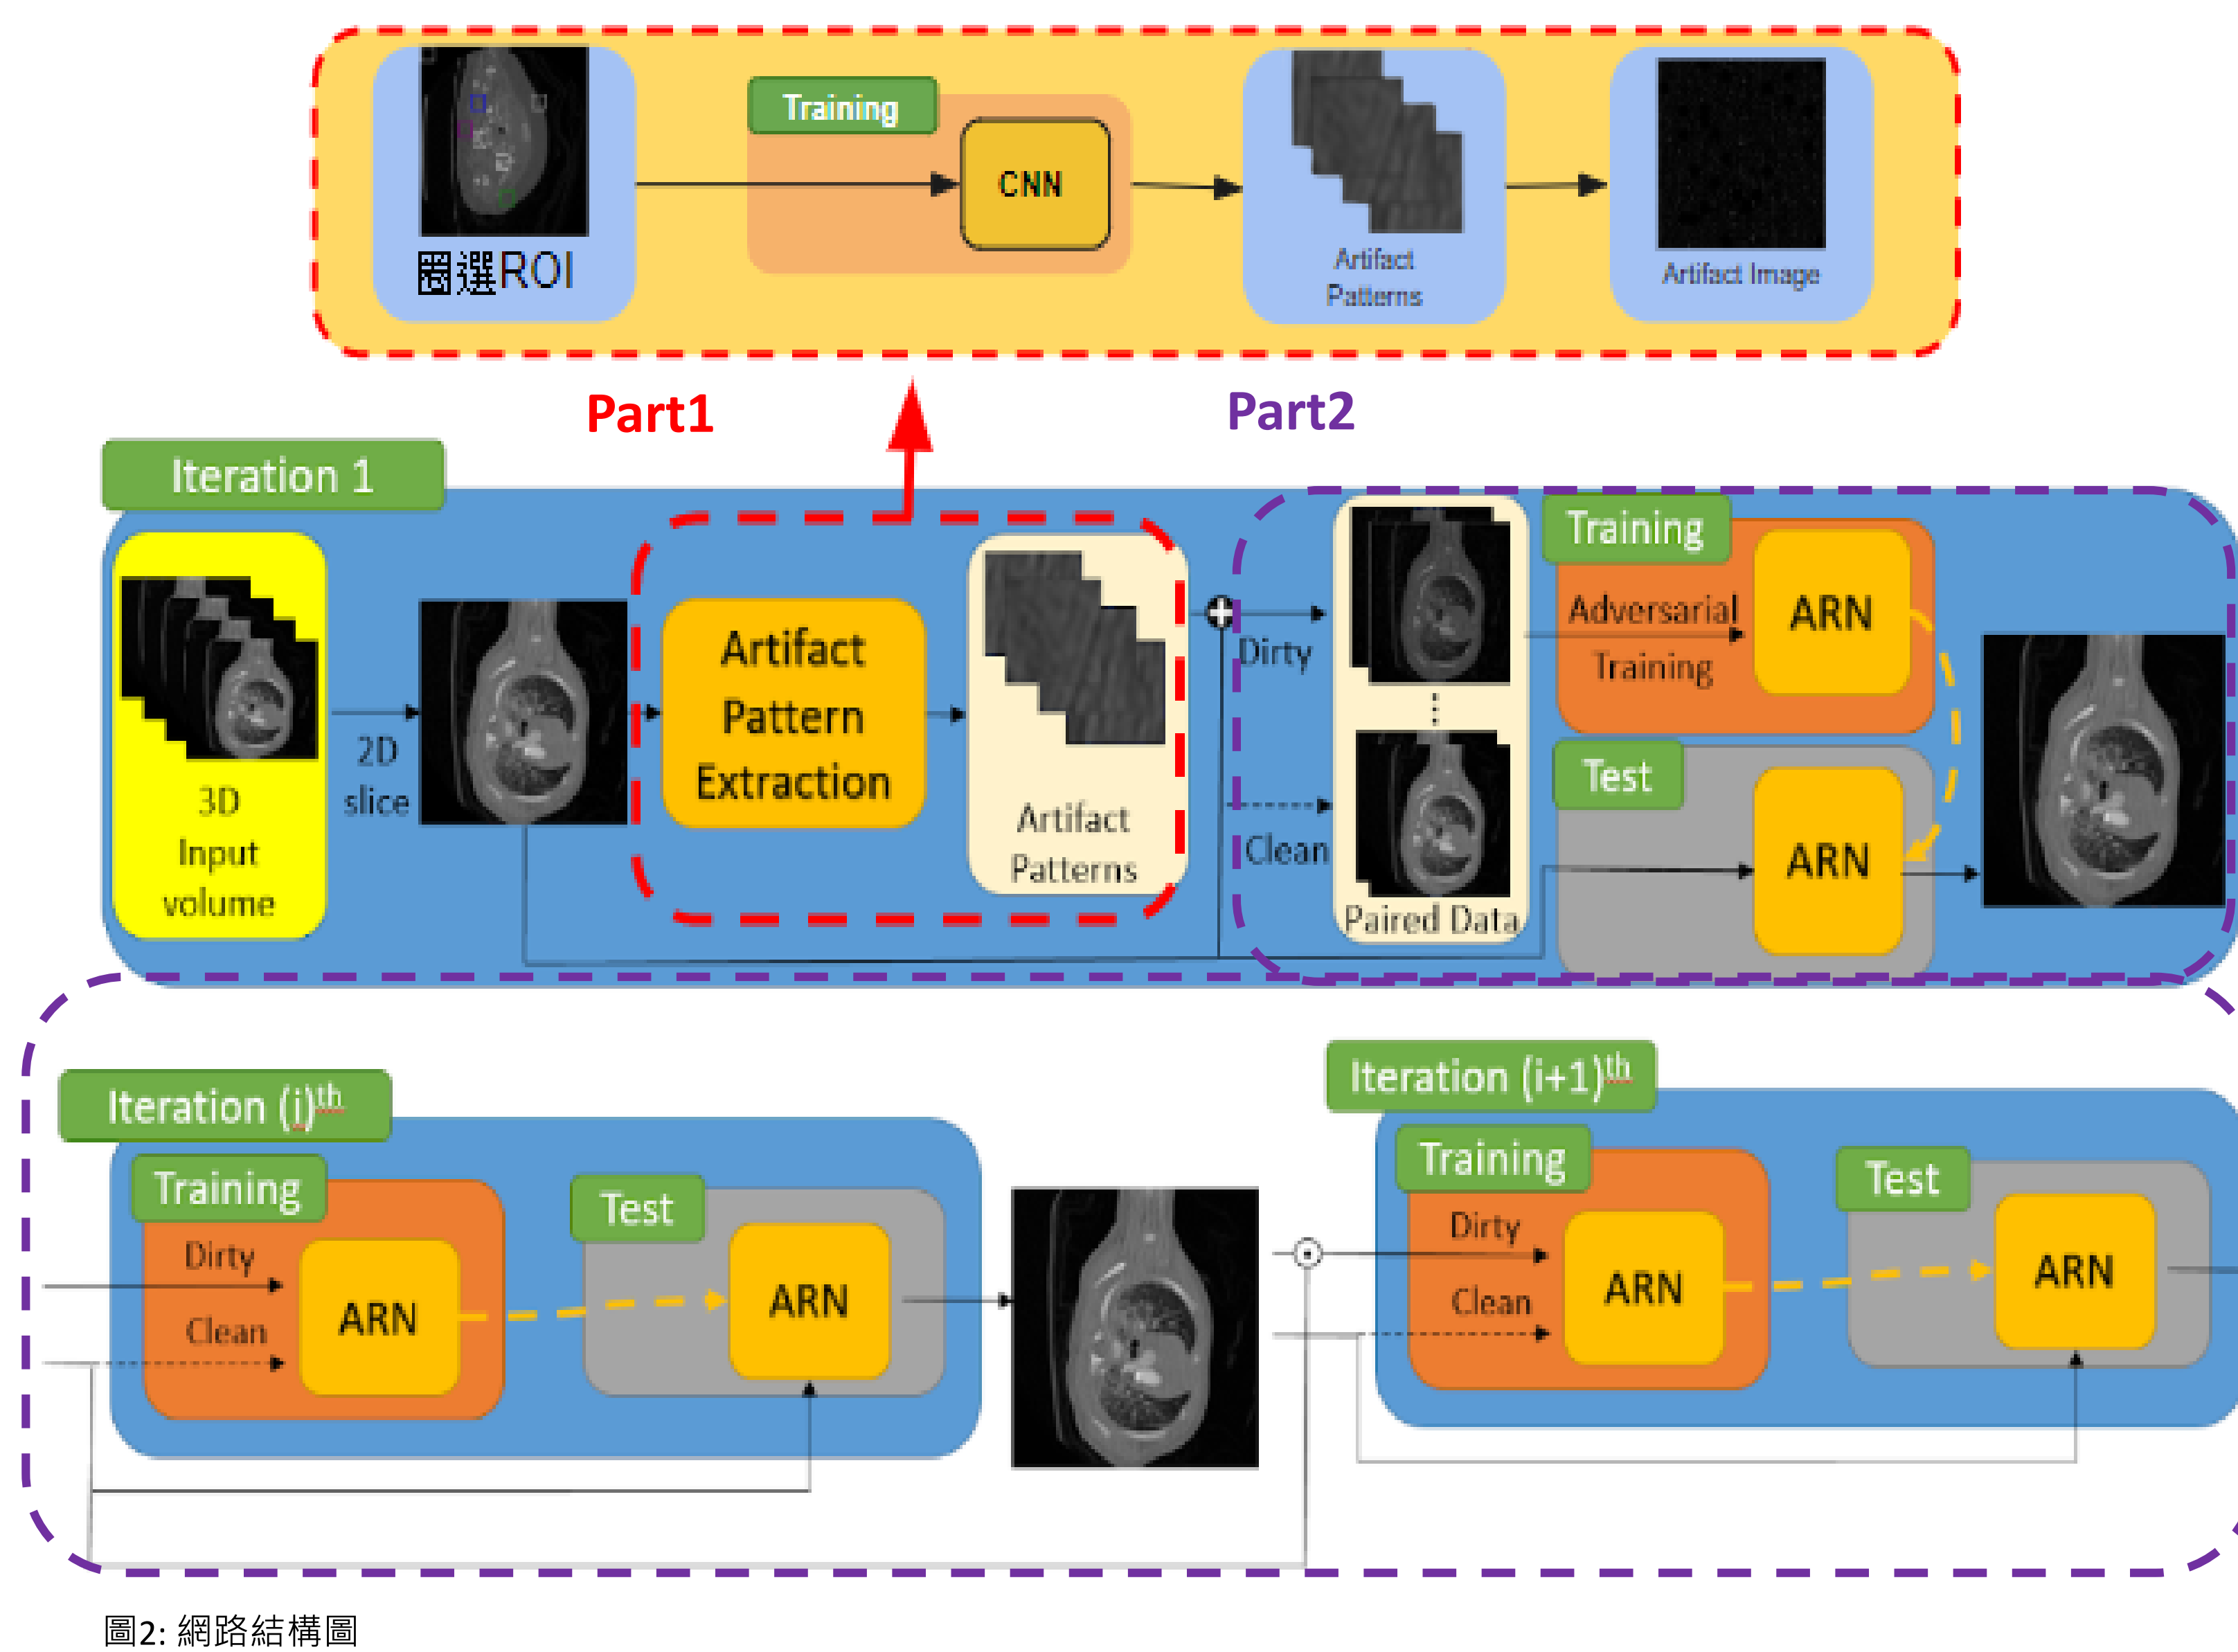 Training
CNN
圈選ROI
Artifact
Patterns
Artifact Image
Part1
Part2
Iteration 1
3D
Input
volume
2D
slice
Artifact
Pattern
Extraction
Artifact
Patterns
Dirty
Clean
Paired Data
Training
Adversarial
Training
ARN
Test
ARN
Iteration (i)th
Training
Dirty
Clean
ARN
Test
ARN
Iteration (i+1)th
Training
Dirty
Clean
ARN
Test
ARN
圖2: 網路結構圖